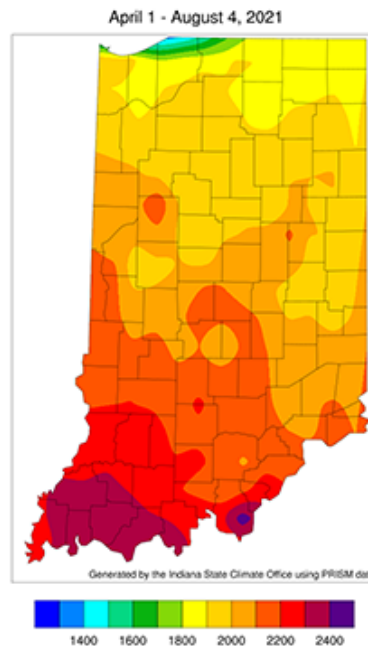 April 1 - August 4, 2021
Generated by the Indiana State Climate Office using PRISM da
1400 1600 1800 2000 2200 2400